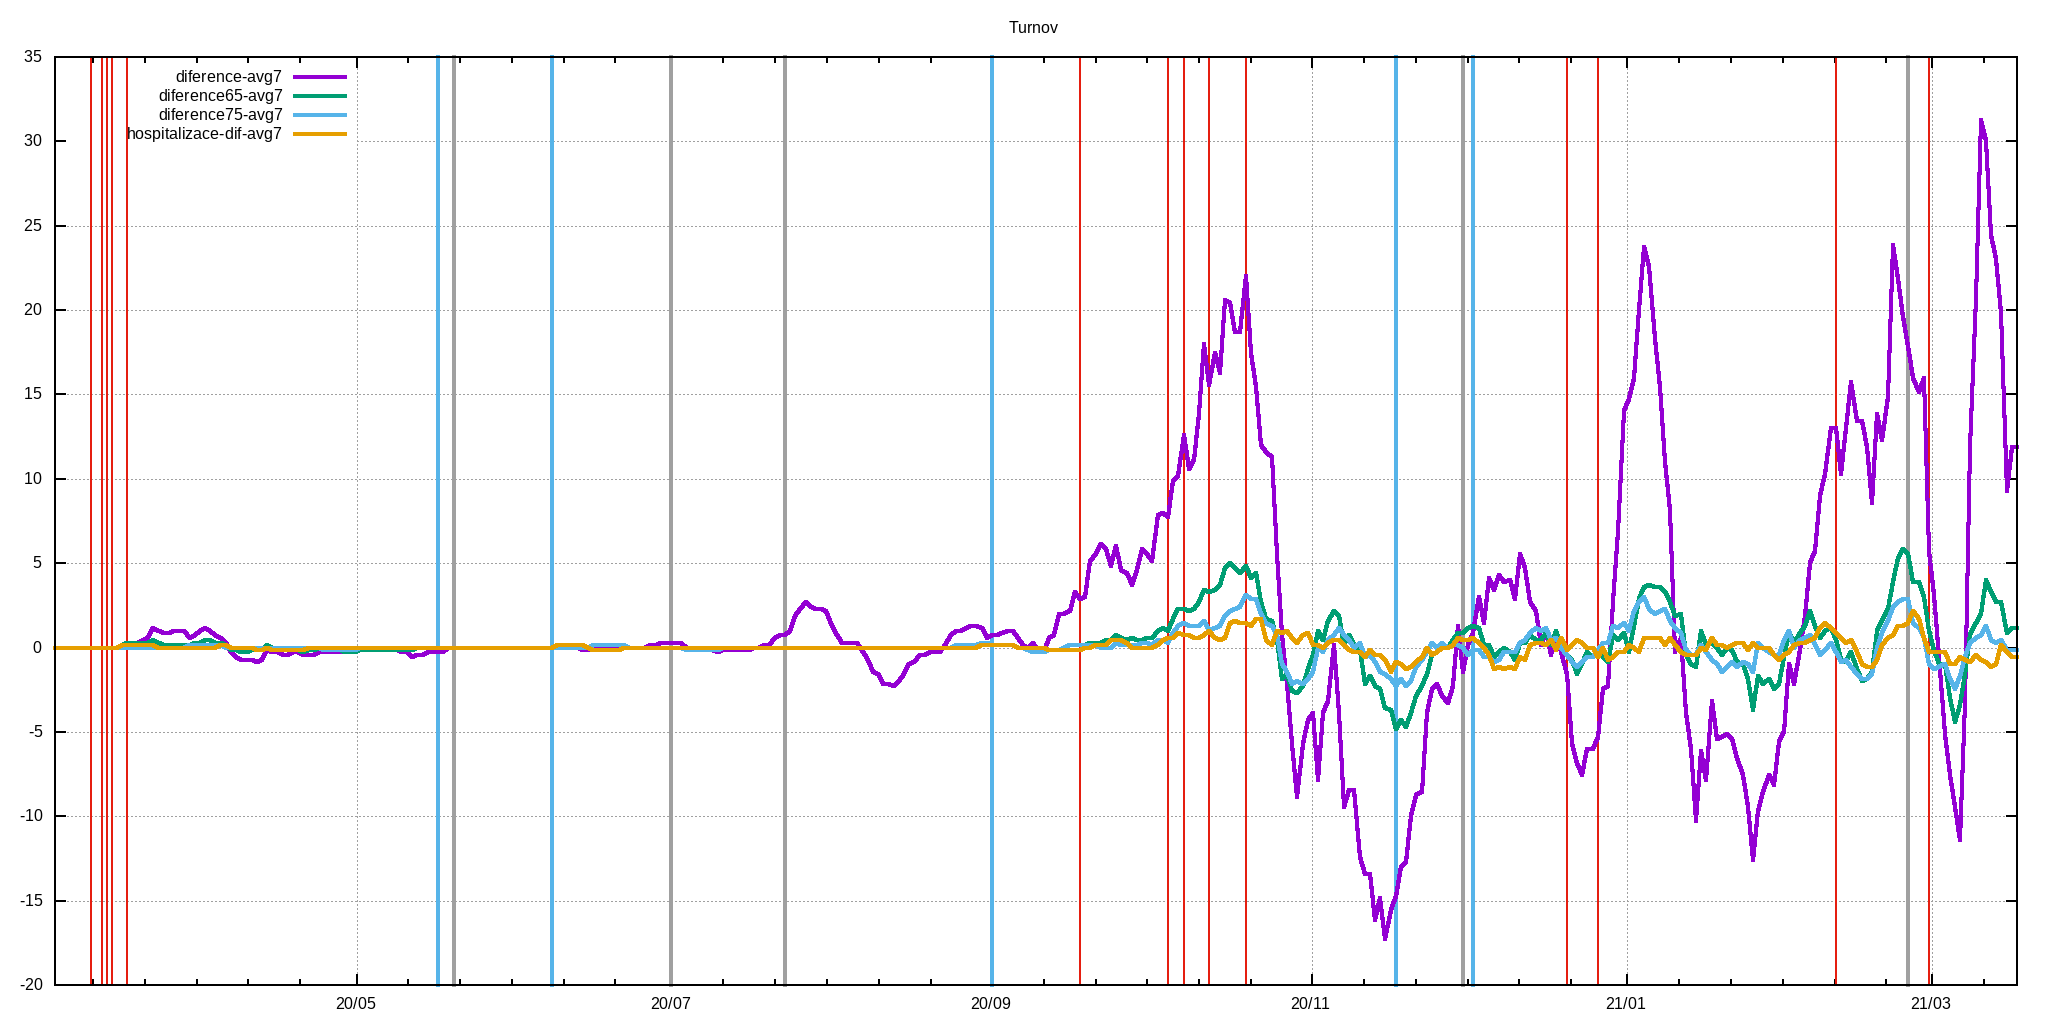 Turnov
35
30
25
20
15
10
5
0
-5
-10
-15
-20
diference-avg7
diference65-avg7
diference75-avg7
hospitalizace-dif-avg7
20/05 20/07 20/09 20/11 21/01 21/03